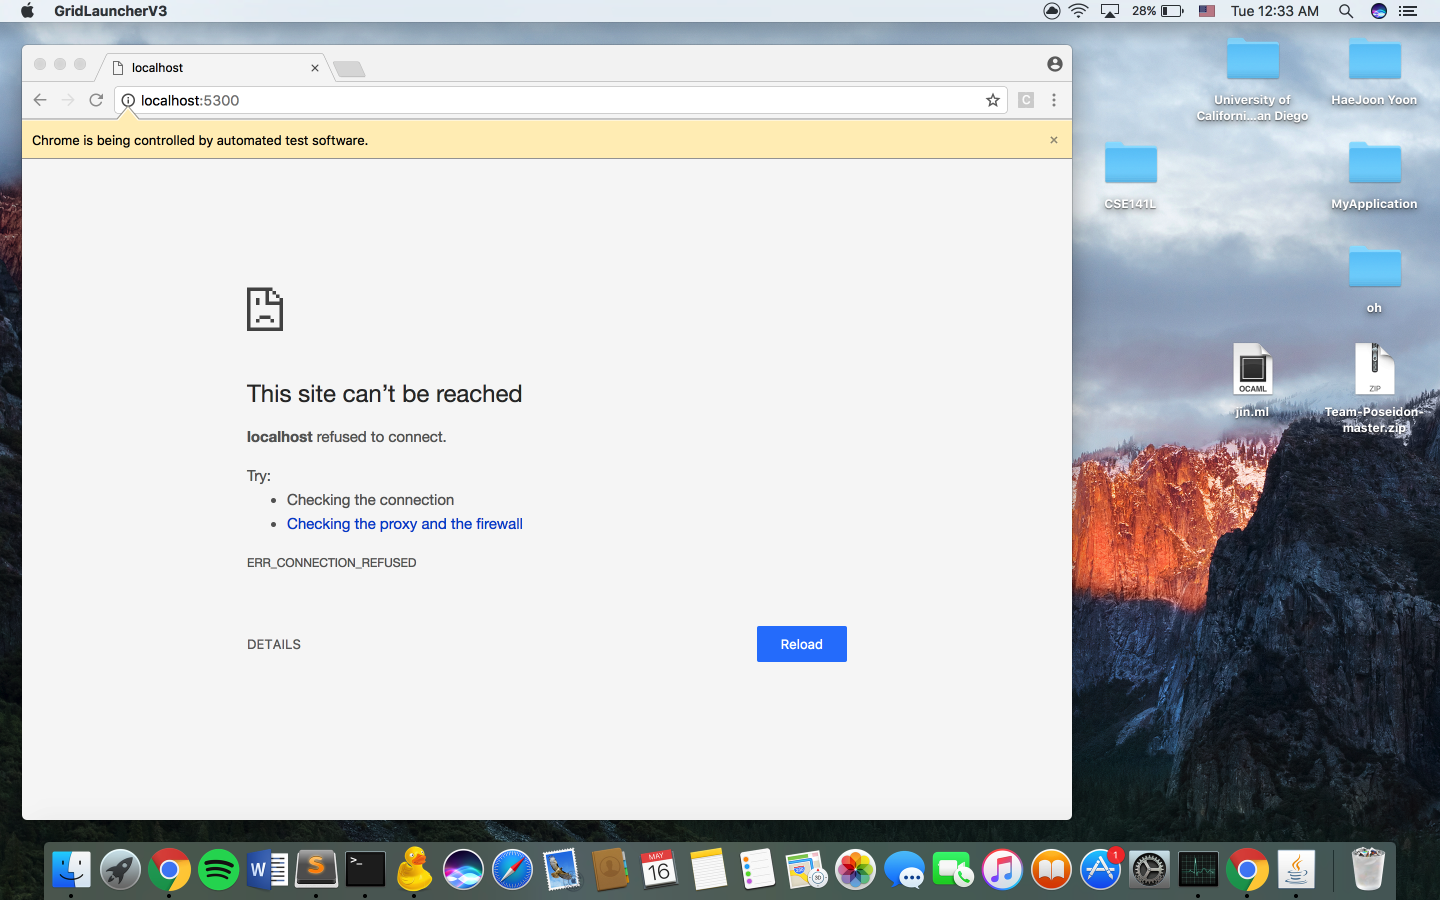 GridLauncherV3
28%
Tue 12:33 AM
localhost
localhost:5300
C
Chrome is being controlled by automated test software.
This site can’t be reached
localhost refused to connect.
Try:
• Checking the connection
• Checking the proxy and the firewall
ERR_CONNECTION_REFUSED
DETAILS
Reload
University of
Californi...an Diego
HaeJoon Yoon
CSE141L
MyApplication
oh
OCAML
jin.ml
ZIP
Team-Poseidon-
master.zip
W
S
>_
MAY
16
30
1